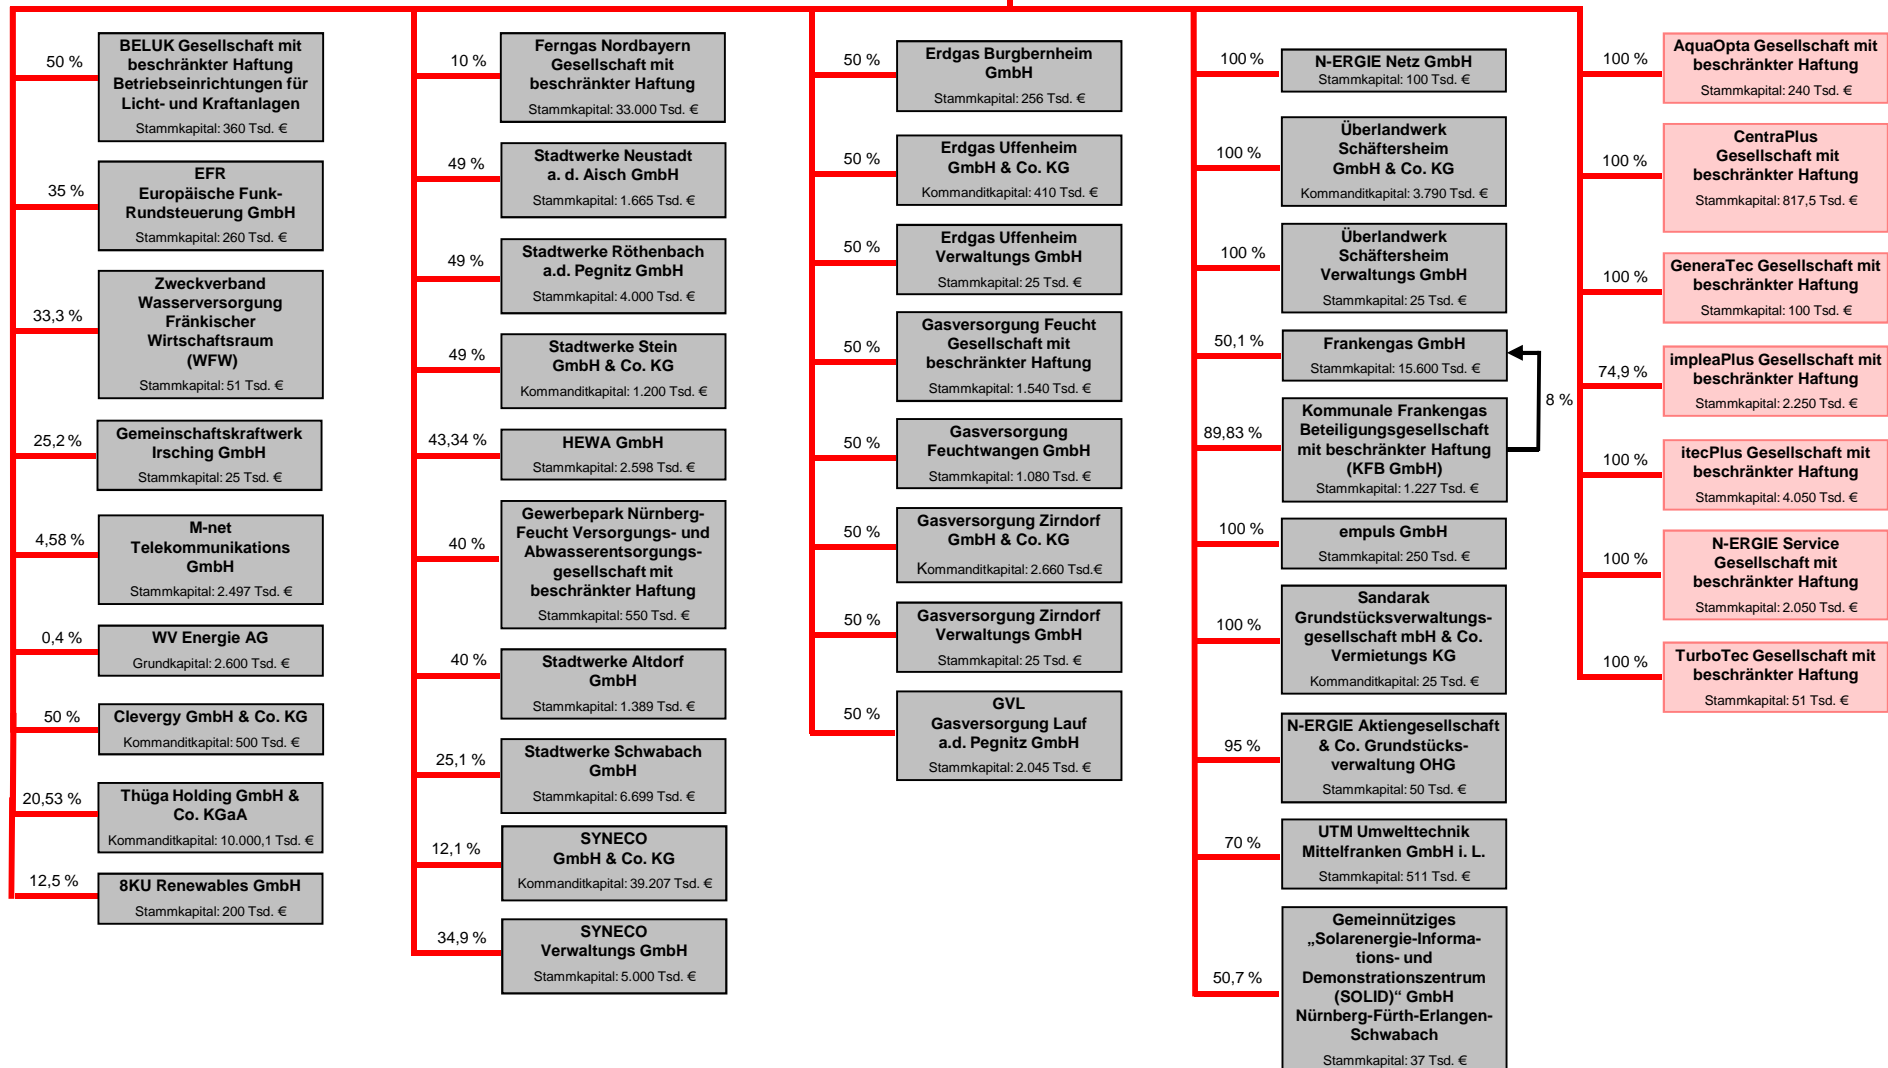 50 %
BELUK Gesellschaft mit
beschränkter Haftung
Betriebseinrichtungen für
Licht- und Kraftanlagen
Stammkapital: 360 Tsd. €
35 %
EFR
Europäische Funk-
Rundsteuerung GmbH
Stammkapital: 260 Tsd. €
33,3 %
Zweckverband
Wasserversorgung
Fränkischer
Wirtschaftsraum
(WFW)
Stammkapital: 51 Tsd. €
25,2 %
Gemeinschaftskraftwerk
Irsching GmbH
Stammkapital: 25 Tsd. €
4,58 %
M-net
Telekommunikations
GmbH
Stammkapital: 2.497 Tsd. €
0,4 %
WV Energie AG
Grundkapital: 2.600 Tsd. €
50 %
Clevergy GmbH & Co. KG
Kommanditkapital: 500 Tsd. €
20,53 %
Thüga Holding GmbH &
Co. KGaA
Kommanditkapital: 10.000,1 Tsd. €
12,5 %
8KU Renewables GmbH
Stammkapital: 200 Tsd. €
10 %
Ferngas Nordbayern
Gesellschaft mit
beschränkter Haftung
Stammkapital: 33.000 Tsd. €
49 %
Stadtwerke Neustadt
a. d. Aisch GmbH
Stammkapital: 1.665 Tsd. €
49 %
Stadtwerke Röthenbach
a.d. Pegnitz GmbH
Stammkapital: 4.000 Tsd. €
49 %
Stadtwerke Stein
GmbH & Co. KG
Kommanditkapital: 1.200 Tsd. €
43,34 %
HEWA GmbH
Stammkapital: 2.598 Tsd. €
40 %
Gewerbepark Nürnberg-
Feucht Versorgungs- und
Abwasserentsorgungs-
gesellschaft mit
beschränkter Haftung
Stammkapital: 550 Tsd. €
40 %
Stadtwerke Altdorf
GmbH
Stammkapital: 1.389 Tsd. €
25,1 %
Stadtwerke Schwabach
GmbH
Stammkapital: 6.699 Tsd. €
12,1 %
SYNECO
GmbH & Co. KG
Kommanditkapital: 39.207 Tsd. €
34,9 %
SYNECO
Verwaltungs GmbH
Stammkapital: 5.000 Tsd. €
50 %
Erdgas Burgbernheim
GmbH
Stammkapital: 256 Tsd. €
50 %
Erdgas Uffenheim
GmbH & Co. KG
Kommanditkapital: 410 Tsd. €
50 %
Erdgas Uffenheim
Verwaltungs GmbH
Stammkapital: 25 Tsd. €
50 %
Gasversorgung Feucht
Gesellschaft mit
beschränkter Haftung
Stammkapital: 1.540 Tsd. €
50 %
Gasversorgung
Feuchtwangen GmbH
Stammkapital: 1.080 Tsd. €
50 %
Gasversorgung Zirndorf
GmbH & Co. KG
Kommanditkapital: 2.660 Tsd.€
50 %
Gasversorgung Zirndorf
Verwaltungs GmbH
Stammkapital: 25 Tsd. €
50 %
GVL
Gasversorgung Lauf
a.d. Pegnitz GmbH
Stammkapital: 2.045 Tsd. €
100 %
N-ERGIE Netz GmbH
Stammkapital: 100 Tsd. €
100 %
Überlandwerk
Schäftersheim
GmbH & Co. KG
Kommanditkapital: 3.790 Tsd. €
100 %
Überlandwerk
Schäftersheim
Verwaltungs GmbH
Stammkapital: 25 Tsd. €
50,1 %
Frankengas GmbH
Stammkapital: 15.600 Tsd. €
8 %
89,83 %
Kommunale Frankengas
Beteiligungsgesellschaft
mit beschränkter Haftung
(KFB GmbH)
Stammkapital: 1.227 Tsd. €
100 %
empuls GmbH
Stammkapital: 250 Tsd. €
100 %
Sandarak
Grundstücksverwaltungs-
gesellschaft mbH & Co.
Vermietungs KG
Kommanditkapital: 25 Tsd. €
95 %
N-ERGIE Aktiengesellschaft
& Co. Grundstücks-
verwaltung OHG
Stammkapital: 50 Tsd. €
70 %
UTM Umwelttechnik
Mittelfranken GmbH i. L.
Stammkapital: 511 Tsd. €
50,7 %
Gemeinnütziges
„Solarenergie-Informa-
tions- und
Demonstrationszentrum
(SOLID)“ GmbH
Nürnberg-Fürth-Erlangen-
Schwabach
Stammkapital: 37 Tsd. €
100 %
AquaOpta Gesellschaft mit
beschränkter Haftung
Stammkapital: 240 Tsd. €
100 %
CentraPlus
Gesellschaft mit
beschränkter Haftung
Stammkapital: 817,5 Tsd. €
100 %
GeneraTec Gesellschaft mit
beschränkter Haftung
Stammkapital: 100 Tsd. €
74,9 %
impleaPlus Gesellschaft mit
beschränkter Haftung
Stammkapital: 2.250 Tsd. €
100 %
itecPlus Gesellschaft mit
beschränkter Haftung
Stammkapital: 4.050 Tsd. €
100 %
N-ERGIE Service
Gesellschaft mit
beschränkter Haftung
Stammkapital: 2.050 Tsd. €
100 %
TurboTec Gesellschaft mit
beschränkter Haftung
Stammkapital: 51 Tsd. €